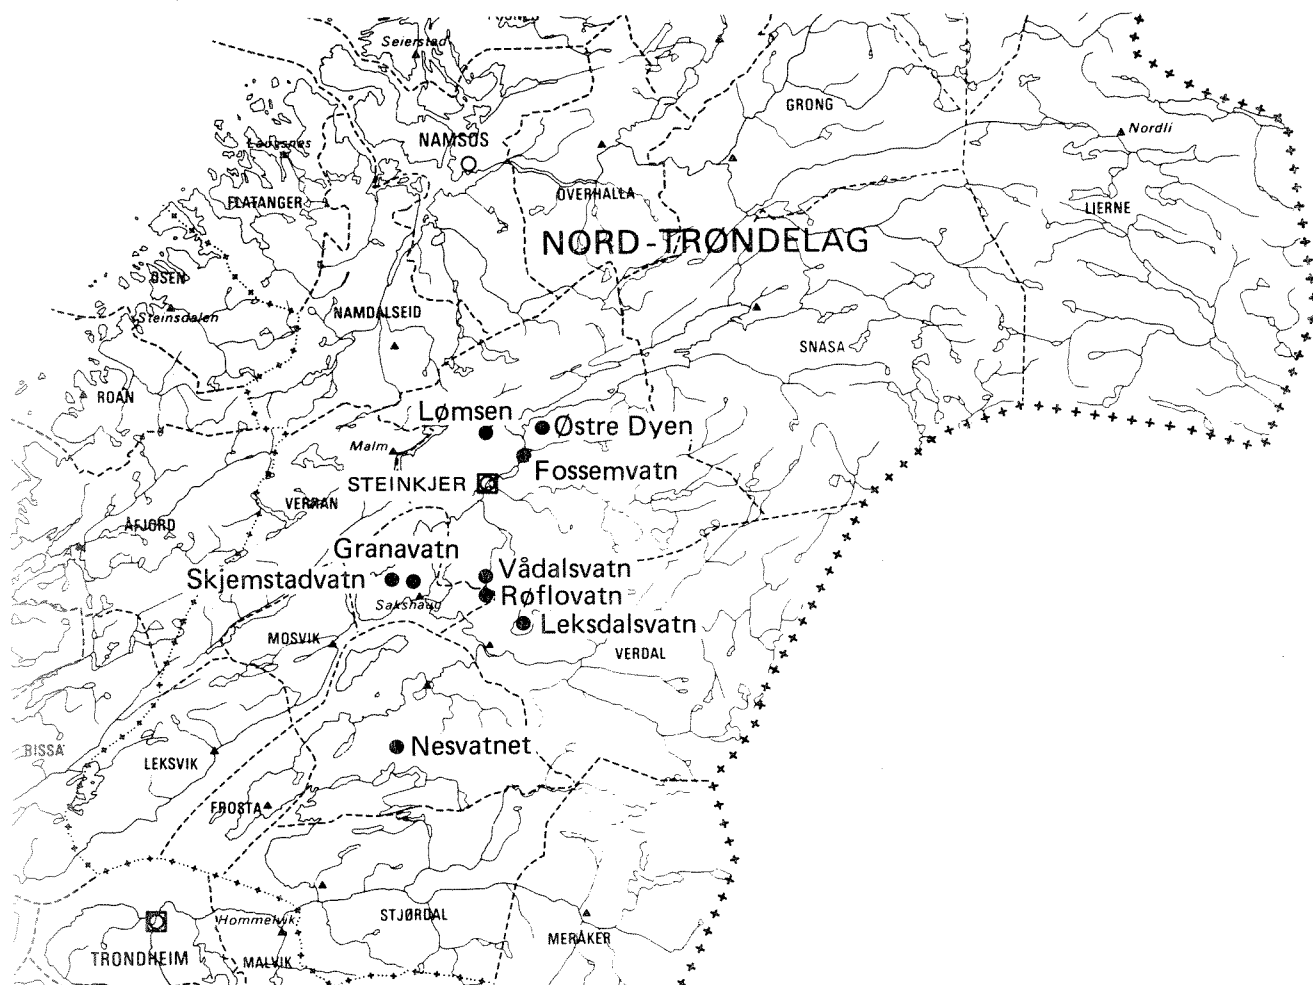 Seierstad
GRONG
Nordli
NAMSOS
OVERHALLA
FLATANGER
LIERNE
NORD-TRØNDELAG
OSEN
Steinsdalen
NAMDALSEID
SNASA
ROAN
Lømsen
Østre Dyen
Malm
Fossemvatn
STEINKJER
VERRAN
ÅFJORD
Granavatn
Vådalsvatn
Skjemstadvatn
Røflovatn
Sakshaug
Leksdalsvatn
MOSVIK
VERDAL
Nesvatnet
RISSA
LEKSVIK
FROSTA
STJØRDAL
Hommelvik
MERÅKER
TRONDHEIM
MALVIK